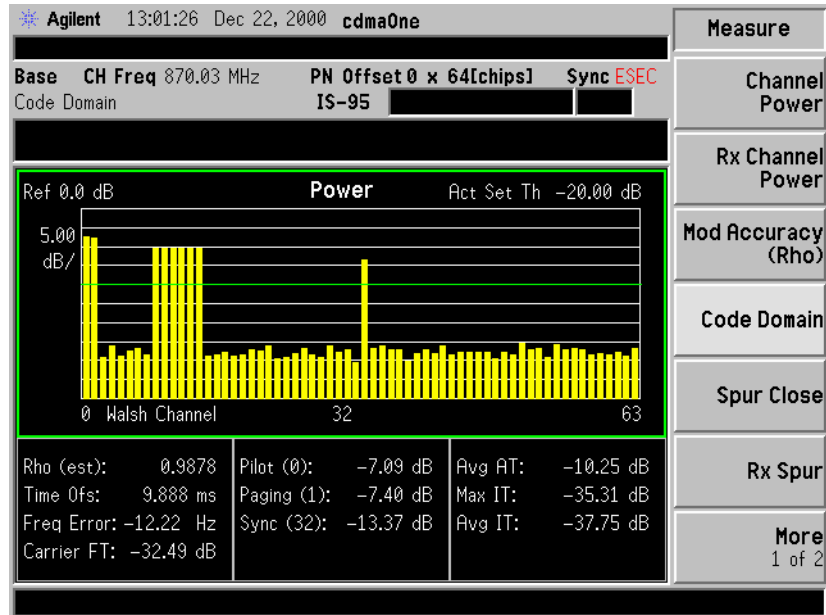 Agilent 13:01:26 Dec 22, 2000 cdmaOne
Base CH Freq 870.03 MHz PN Offset 0 x 64[chips] Sync ESEC
Code Domain IS-95
Ref 0.0 dB Power Act Set Th -20.00 dB
5.00
dB/
0 Walsh Channel 32 63
Rho (est): 0.9878
Time Ofs: 9.888 ms
Freq Error: -12.22 Hz
Carrier FT: -32.49 dB
Pilot (0): -7.09 dB
Paging (1): -7.40 dB
Sync (32): -13.37 dB
Avg AT: -10.25 dB
Max IT: -35.31 dB
Avg IT: -37.75 dB
Measure
Channel
Power
Rx Channel
Power
Mod Accuracy
(Rho)
Code Domain
Spur Close
Rx Spur
More
1 of 2